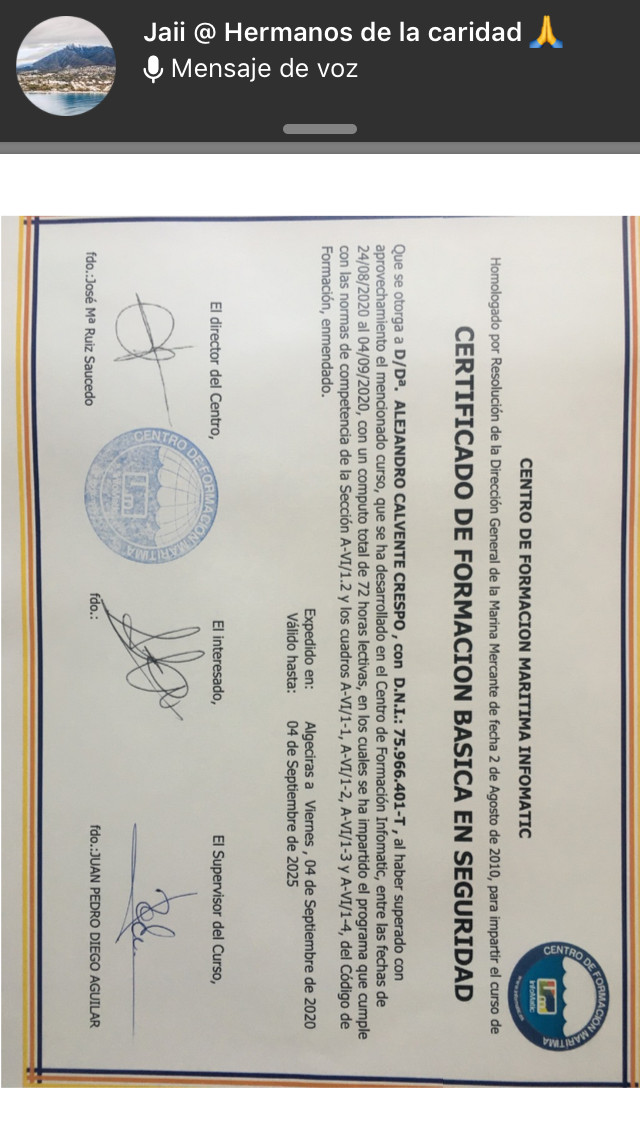 Jaii @ Hermanos de la caridad 🙏
Mensaje de voz
CENTRO DE FORMACION MARITIMA INFOMATIC
Homologado por Resolución de la Dirección General de la Marina Mercante de fecha 2 de Agosto de 2010, para impartir el curso de
CERTIFICADO DE FORMACION BASICA EN SEGURIDAD
Que se otorga a D/Dª. ALEJANDRO CALVENTE CRESPO , con D.N.I.: 75.966.401-T , al haber superado con
aprovechamiento el mencionado curso, que se ha desarrollado en el Centro de Formación Infomatic, entre las fechas de
24/08/2020 al 04/09/2020, con un computo total de 72 horas lectivas, en los cuales se ha impartido el programa que cumple
con las normas de competencia de la Sección A-VI/1.2 y los cuadros A-VI/1-1, A-VI/1-2, A-VI/1-3 y A-VI/1-4, del Código de
Formación, enmendado.
Expedido en: Algeciras a Viernes , 04 de Septiembre de 2020
Válido hasta: 04 de Septiembre de 2025
El director del Centro,
El interesado,
El Supervisor del Curso,
fdo.:José Mª Ruiz Saucedo
fdo.:
fdo.:JUAN PEDRO DIEGO AGUILAR
CENTRO DE FORMACION MARITIMA
InfoMatic
CENTRO DE FORMACION MARITIMA